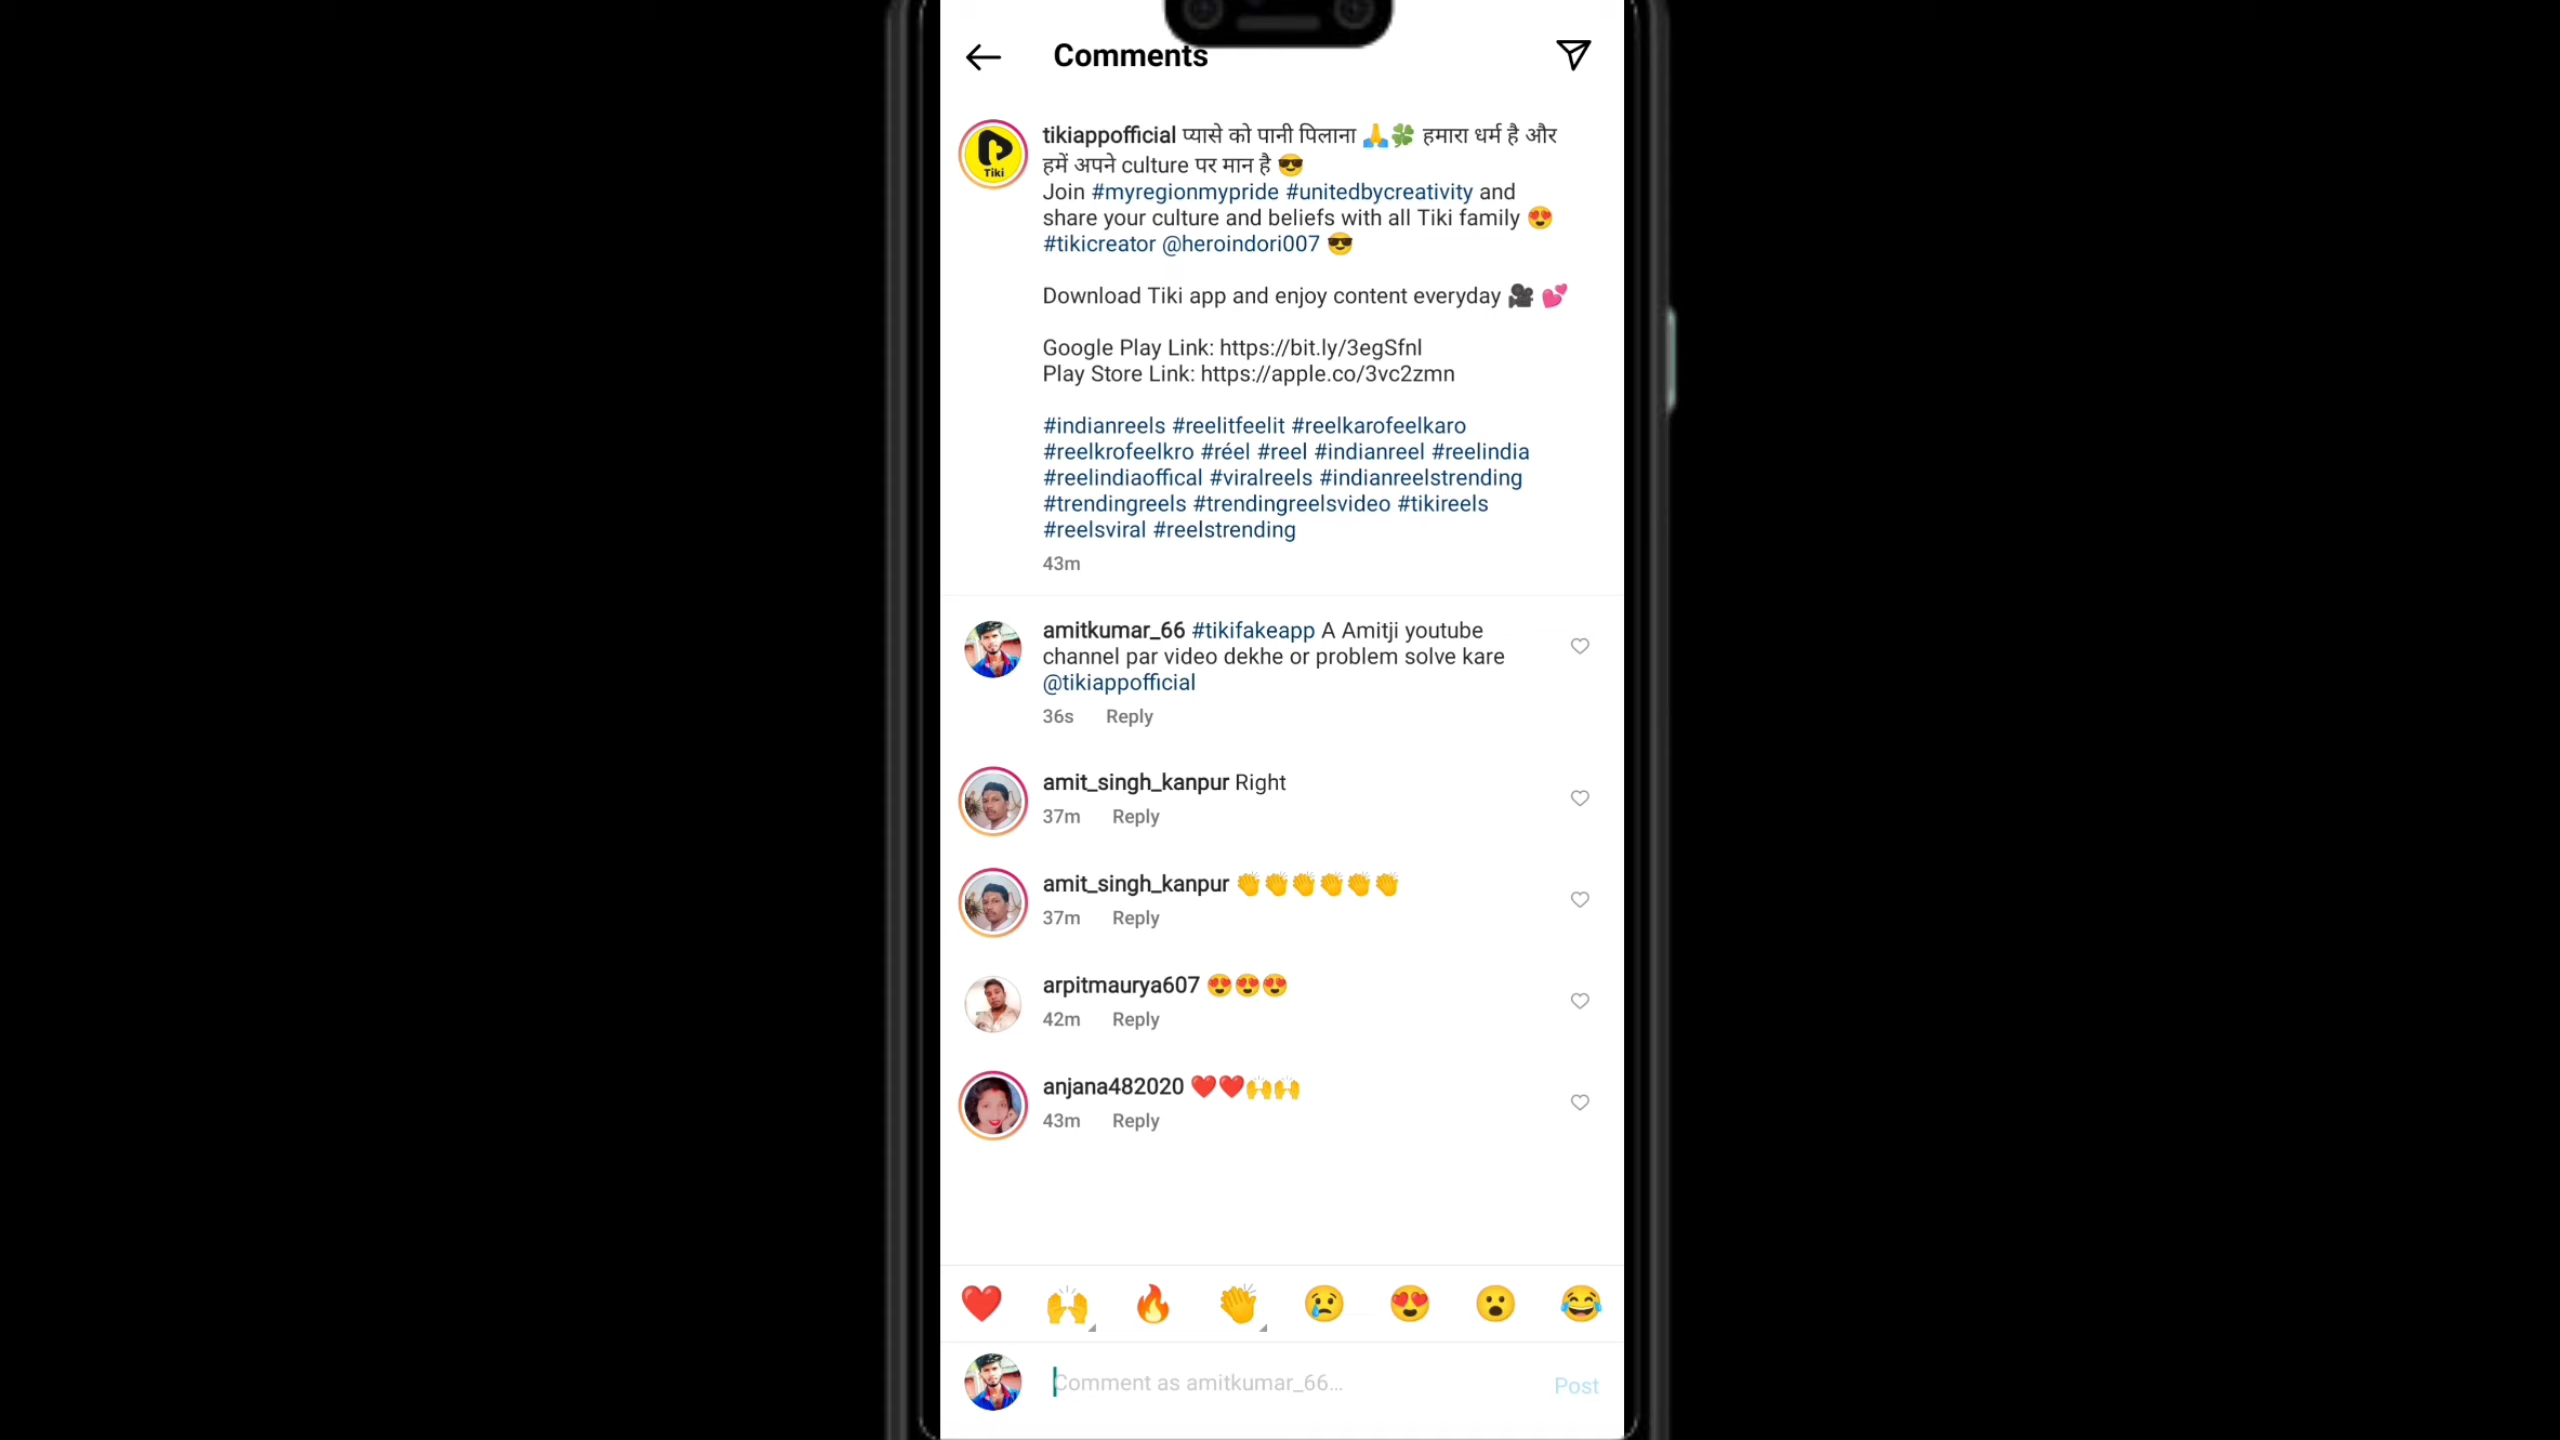 Comments
Tiki
tikiappofficial प्यासे को पानी पिलाना 🙏🍀 हमारा धर्म है और
हमें अपने culture पर मान है 😎
Join #myregionmypride #unitedbycreativity and
share your culture and beliefs with all Tiki family 😍
#tikicreator @heroindori007 😎
Download Tiki app and enjoy content everyday 🎥 💕
Google Play Link: https://bit.ly/3egSfnl
Play Store Link: https://apple.co/3vc2zmn
#indianreels #reelitfeelit #reelkarofeelkaro
#reelkrofeelkro #réel #reel #indianreel #reelindia
#reelindiaoffical #viralreels #indianreelstrending
#trendingreels #trendingreelsvideo #tikireels
#reelsviral #reelstrending
43m
amitkumar_66 #tikifakeapp A Amitji youtube
channel par video dekhe or problem solve kare
@tikiappofficial
36s Reply
amit_singh_kanpur Right
37m Reply
amit_singh_kanpur 👏👏👏👏👏👏
37m Reply
arpitmaurya607 😍😍😍
42m Reply
anjana482020 ❤️❤️🙌🙌
43m Reply
❤️ 🙌 🔥 👏 😢 😍 😮 😂
Comment as amitkumar_66... Post